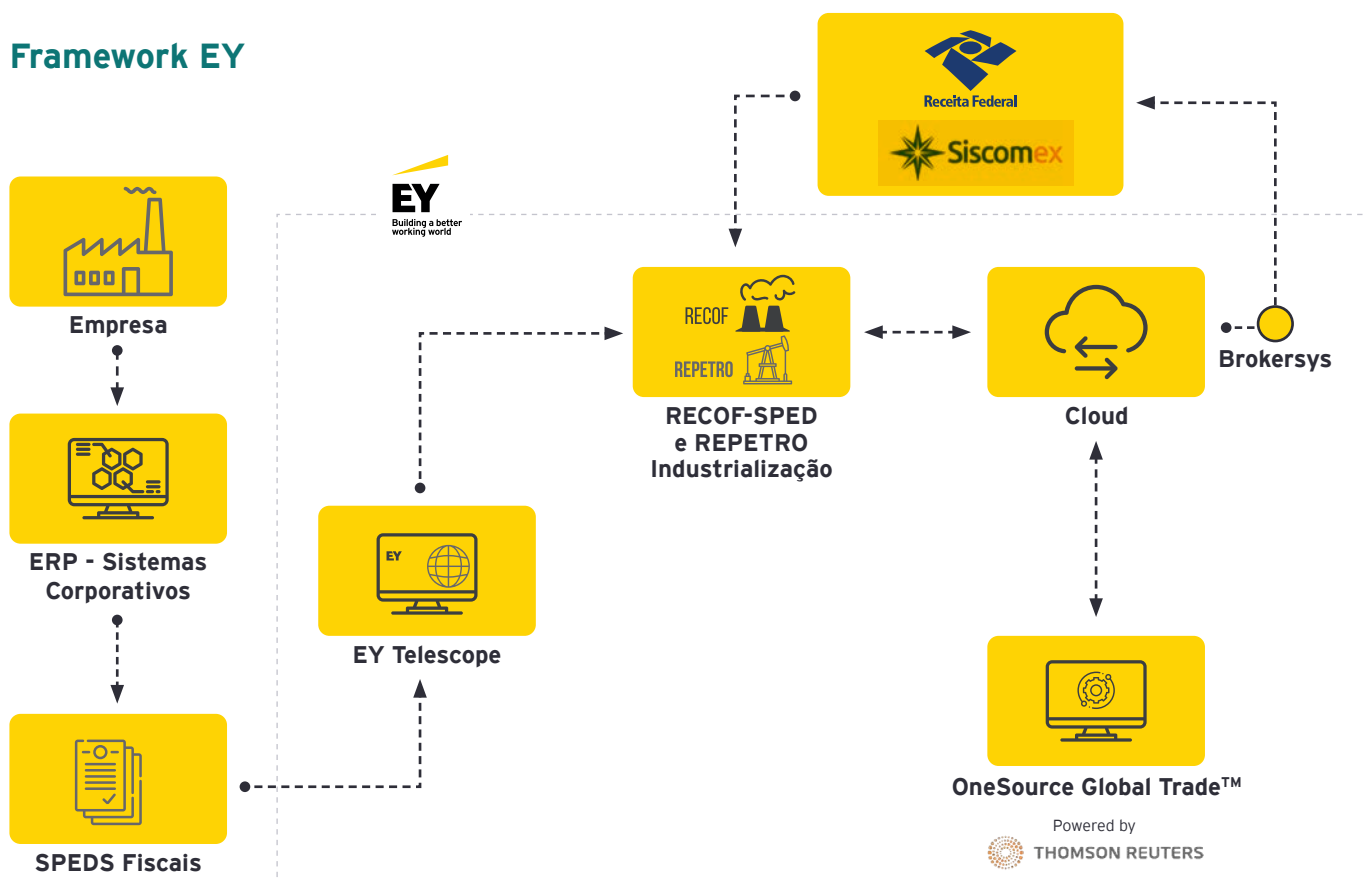 Framework EY
Receita Federal
Siscomex
EY
Building a better
working world
Empresa
RECOF
REPETRO
RECOF-SPED
e REPETRO
Industrialização
Cloud
Brokersys
ERP - Sistemas
Corporativos
EY
EY Telescope
SPEDS Fiscais
OneSource Global Trade™
Powered by
THOMSON REUTERS